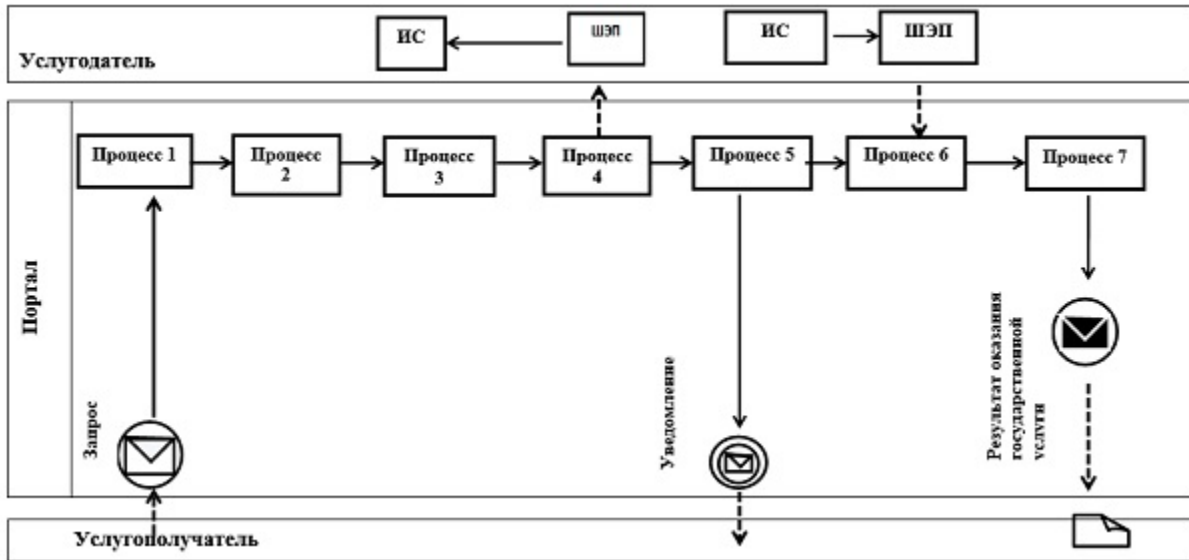 ИС
ШЭП
ИС
ШЭП
Услугодатель
Процесс 1
Процесс
2
Процесс
3
Процесс
4
Процесс 5
Процесс 6
Процесс 7
Портал
Запрос
Уведомление
Результат оказания
государственной
услуги
Услугополучатель